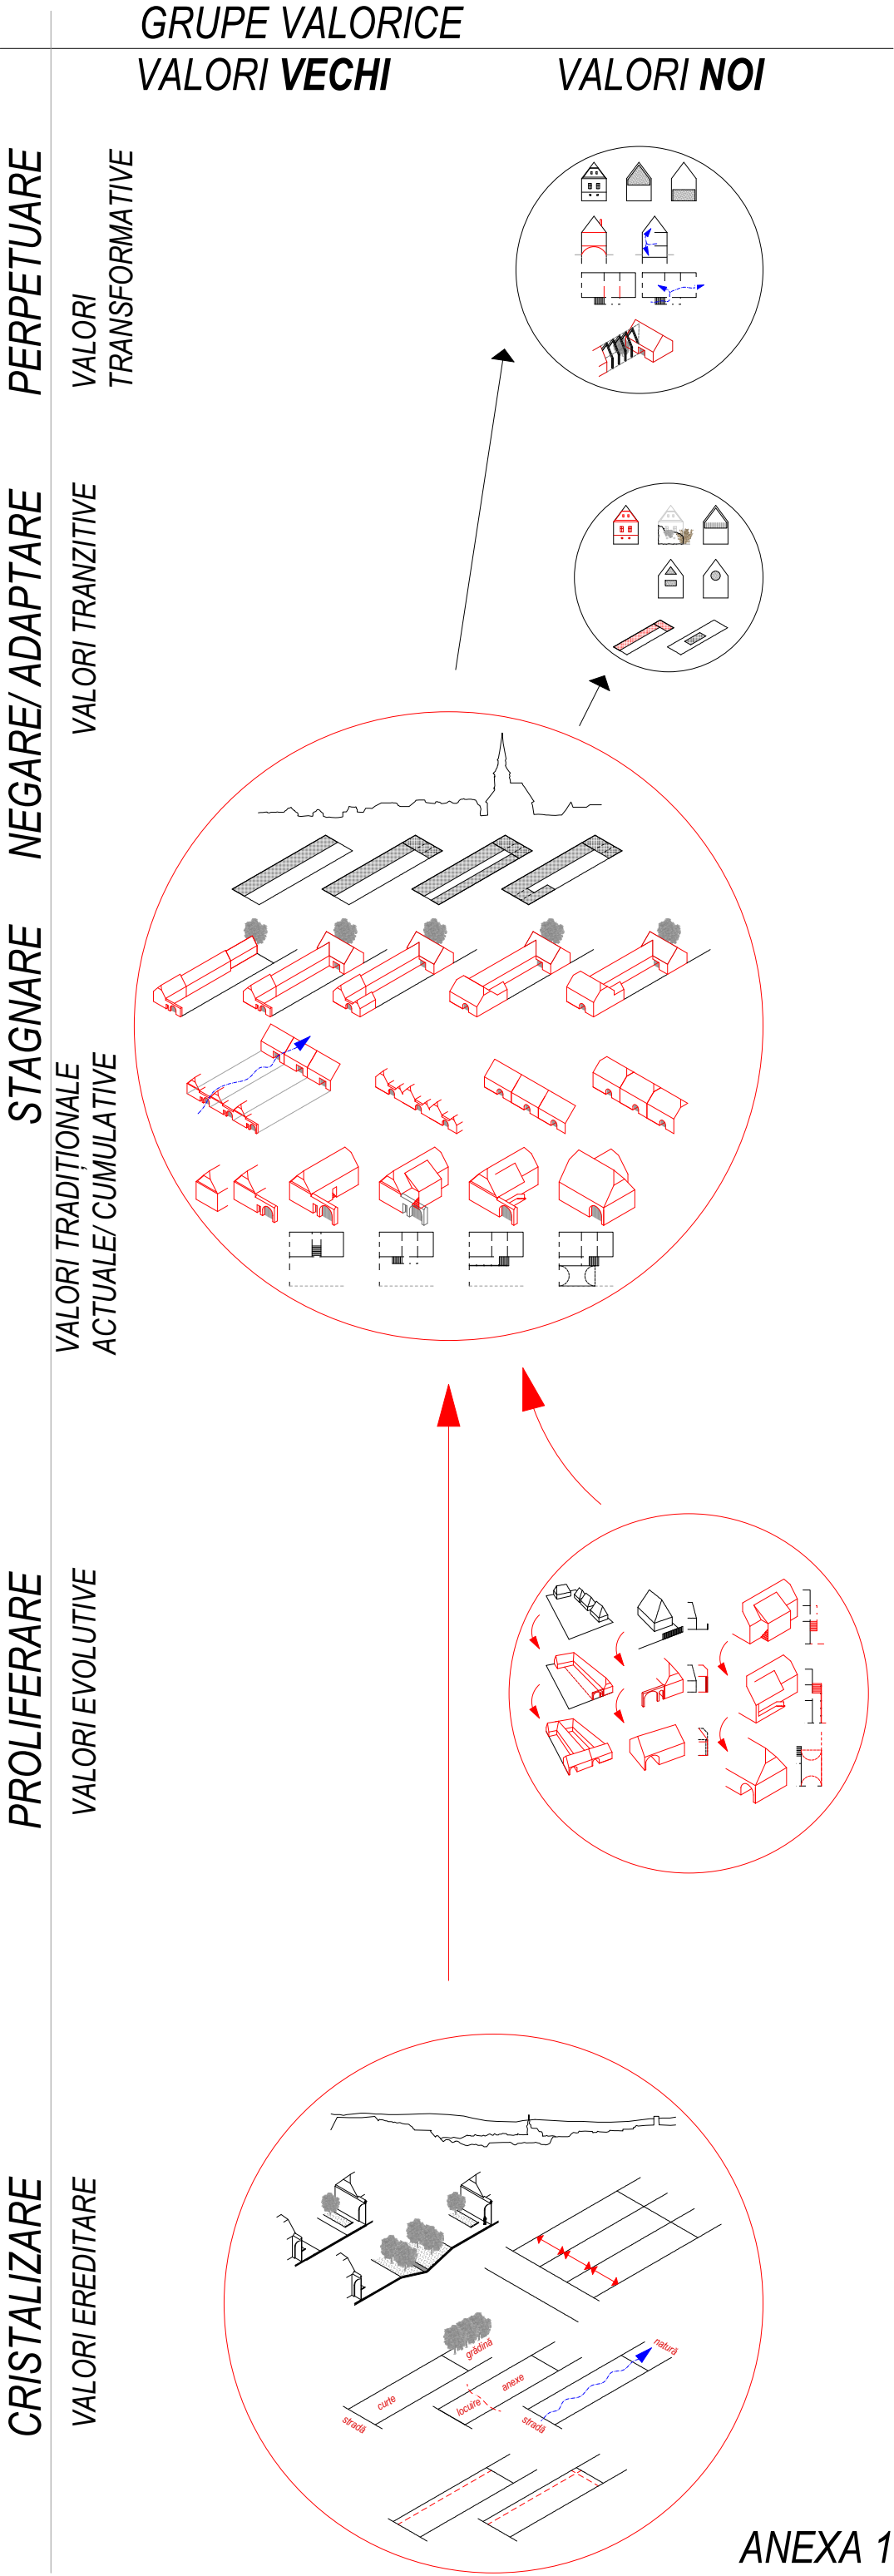 GRUPE VALORICE
VALORI VECHI
VALORI NOI
PERPETUARE
VALORI
TRANSFORMATIVE
NEGARE/ ADAPTARE
VALORI TRANZITIVE
STAGNARE
VALORI TRADIȚIONALE
ACTUALE/ CUMULATIVE
PROLIFERARE
VALORI EVOLUTIVE
CRISTALIZARE
VALORI EREDITARE
grădină
natură
curte
anexe
locuire
stradă
stradă
ANEXA 1